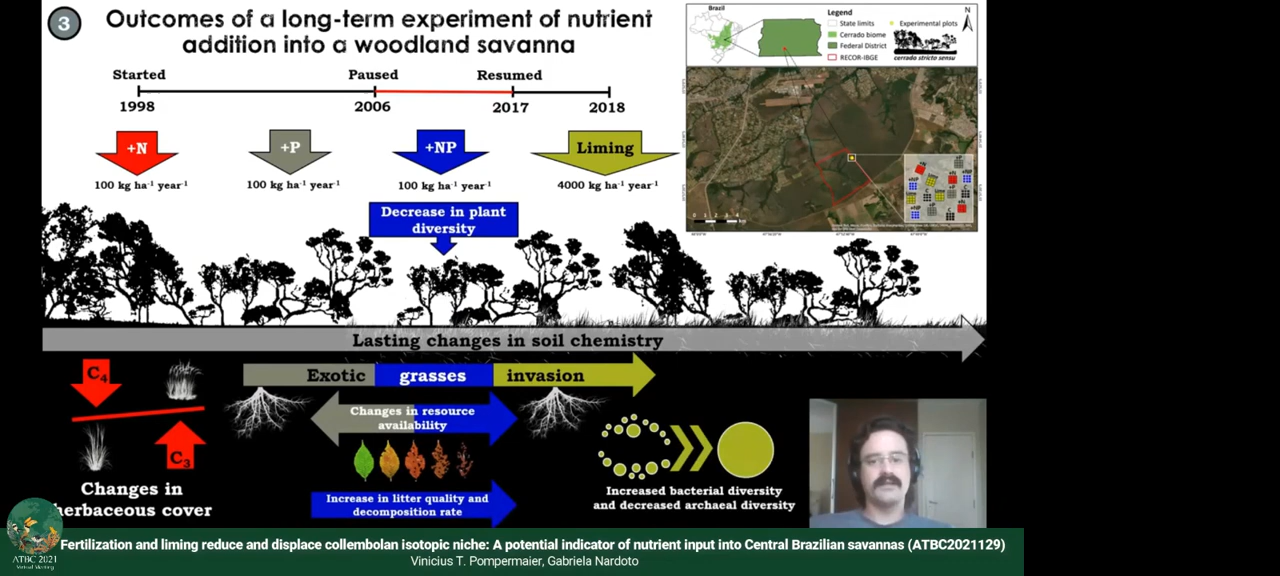 3
Outcomes of a long-term experiment of nutrient
addition into a woodland savanna
Started
Paused
Resumed
1998
2006
2017
2018
+N
+P
+NP
Liming
100 kg ha⁻¹ year⁻¹
100 kg ha⁻¹ year⁻¹
100 kg ha⁻¹ year⁻¹
4000 kg ha⁻¹ year⁻¹
Decrease in plant
diversity
Brazil
Legend
State limits
Cerrado biome
Federal District
RECOR-IBGE
Experimental plots
N
cerrado stricto sensu
Lasting changes in soil chemistry
C₄
C₃
Changes in
herbaceous cover
Exotic grasses invasion
Changes in resource
availability
Increase in litter quality and
decomposition rate
Increased bacterial diversity
and decreased archaeal diversity
ATBC 2021
Virtual Meeting
Fertilization and liming reduce and displace collembolan isotopic niche: A potential indicator of nutrient input into Central Brazilian savannas (ATBC2021129)
Vinicius T. Pompermaier, Gabriela Nardoto